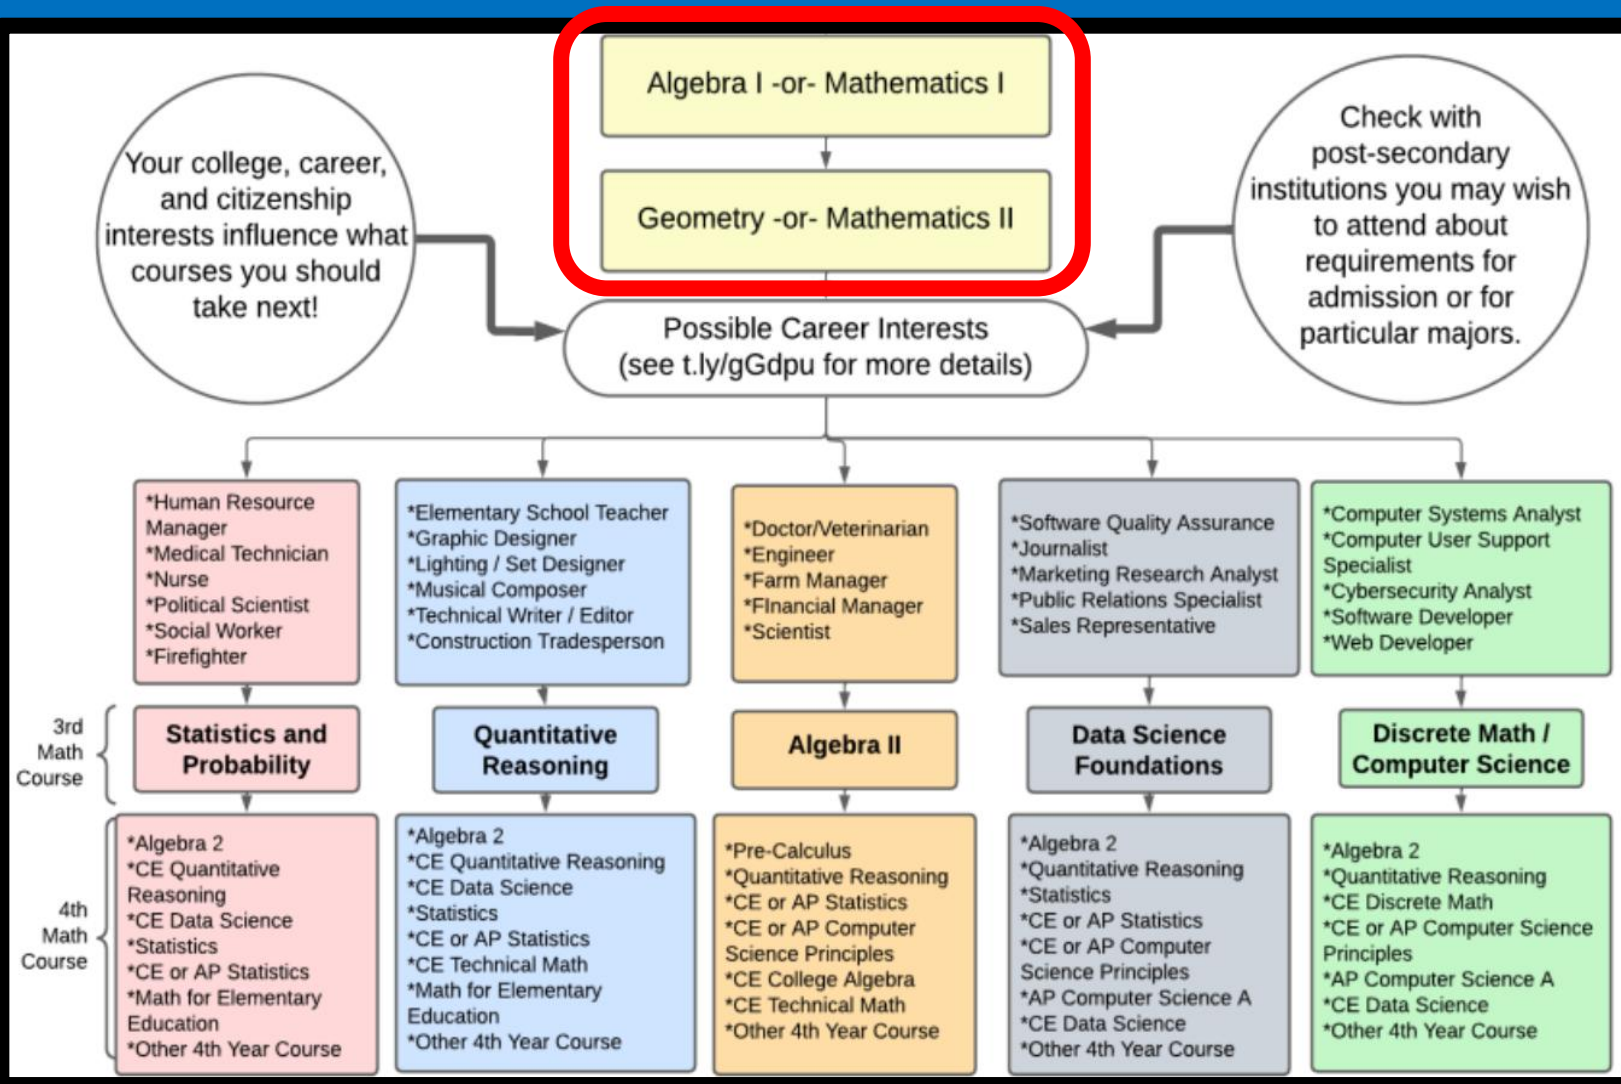 Algebra I -or- Mathematics I
Geometry -or- Mathematics II
Your college, career,
and citizenship
interests influence what
courses you should
take next!
Check with
post-secondary
institutions you may wish
to attend about
requirements for
admission or for
particular majors.
Possible Career Interests
(see t.ly/gGdpu for more details)
*Human Resource
Manager
*Medical Technician
*Nurse
*Political Scientist
*Social Worker
*Firefighter
*Elementary School Teacher
*Graphic Designer
*Lighting / Set Designer
*Musical Composer
*Technical Writer / Editor
*Construction Tradesperson
*Doctor/Veterinarian
*Engineer
*Farm Manager
*FInancial Manager
*Scientist
*Software Quality Assurance
*Journalist
*Marketing Research Analyst
*Public Relations Specialist
*Sales Representative
*Computer Systems Analyst
*Computer User Support
Specialist
*Cybersecurity Analyst
*Software Developer
*Web Developer
3rd
Math
Course
Statistics and
Probability
Quantitative
Reasoning
Algebra II
Data Science
Foundations
Discrete Math /
Computer Science
4th
Math
Course
*Algebra 2
*CE Quantitative
Reasoning
*CE Data Science
*Statistics
*CE or AP Statistics
*Math for Elementary
Education
*Other 4th Year Course
*Algebra 2
*CE Quantitative Reasoning
*CE Data Science
*Statistics
*CE or AP Statistics
*CE Technical Math
*Math for Elementary
Education
*Other 4th Year Course
*Pre-Calculus
*Quantitative Reasoning
*CE or AP Statistics
*CE or AP Computer
Science Principles
*CE College Algebra
*CE Technical Math
*Other 4th Year Course
*Algebra 2
*Quantitative Reasoning
*Statistics
*CE or AP Statistics
*CE or AP Computer
Science Principles
*AP Computer Science A
*CE Data Science
*Other 4th Year Course
*Algebra 2
*Quantitative Reasoning
*CE Discrete Math
*CE or AP Computer Science
Principles
*AP Computer Science A
*CE Data Science
*Other 4th Year Course